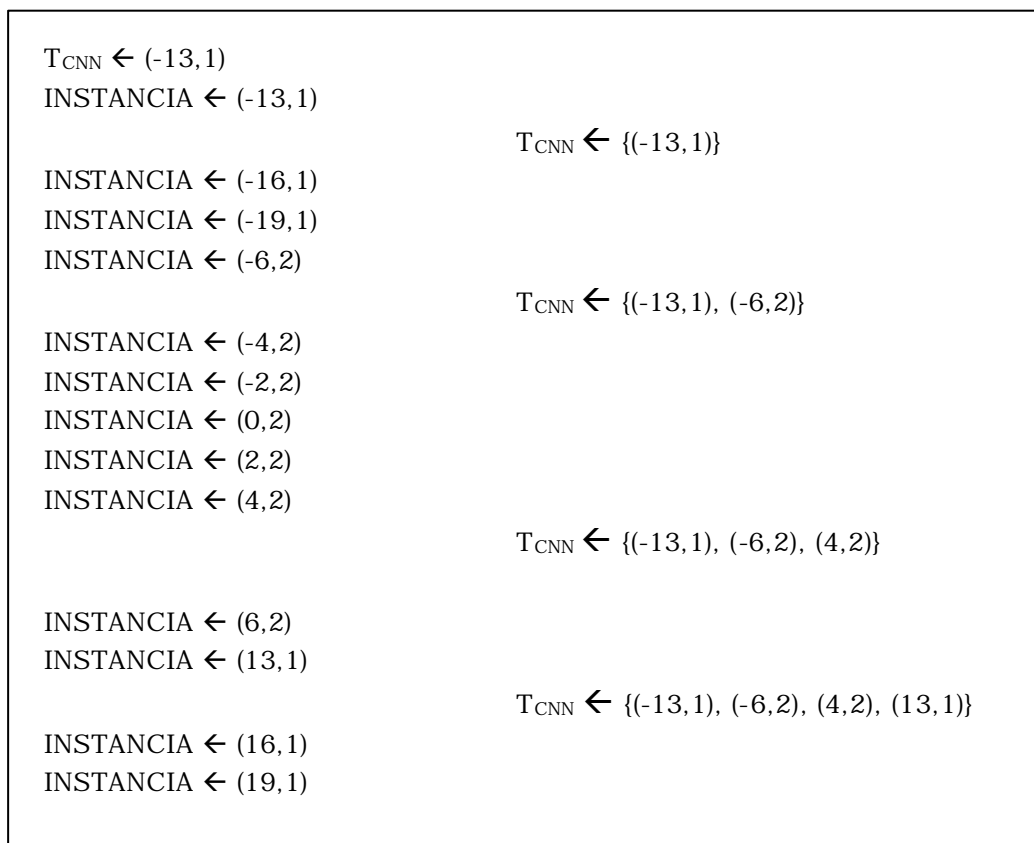 T_CNN ← (-13,1)
INSTANCIA ← (-13,1)
T_CNN ← {(-13,1)}
INSTANCIA ← (-16,1)
INSTANCIA ← (-19,1)
INSTANCIA ← (-6,2)
T_CNN ← {(-13,1), (-6,2)}
INSTANCIA ← (-4,2)
INSTANCIA ← (-2,2)
INSTANCIA ← (0,2)
INSTANCIA ← (2,2)
INSTANCIA ← (4,2)
T_CNN ← {(-13,1), (-6,2), (4,2)}
INSTANCIA ← (6,2)
INSTANCIA ← (13,1)
T_CNN ← {(-13,1), (-6,2), (4,2), (13,1)}
INSTANCIA ← (16,1)
INSTANCIA ← (19,1)